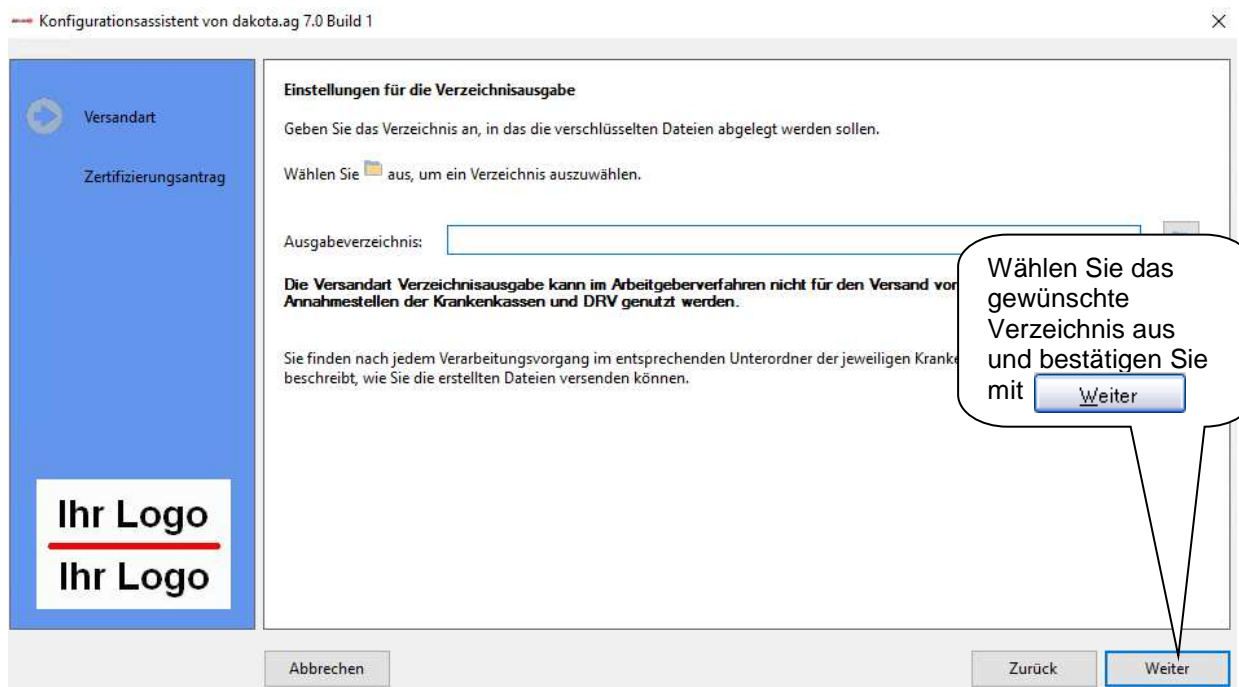 Konfigurationsassistent von dakota.ag 7.0 Build 1
Versandart
Zertifizierungsantrag
Ihr Logo
Ihr Logo
Einstellungen für die Verzeichnisausgabe
Geben Sie das Verzeichnis an, in das die verschlüsselten Dateien abgelegt werden sollen.
Wählen Sie aus, um ein Verzeichnis auszuwählen.
Ausgabeverzeichnis:
Die Versandart Verzeichnisausgabe kann im Arbeitgeberverfahren nicht für den Versand
Annahmestellen der Krankenkassen und DRV genutzt werden.
Sie finden nach jedem Verarbeitungsvorgang im entsprechenden Unterordner der jeweiligen
beschreibt, wie Sie die erstellten Dateien versenden können.
Wählen Sie das
gewünschte
Verzeichnis aus
und bestätigen Sie
mit Weiter
Abbrechen
Zurück
Weiter